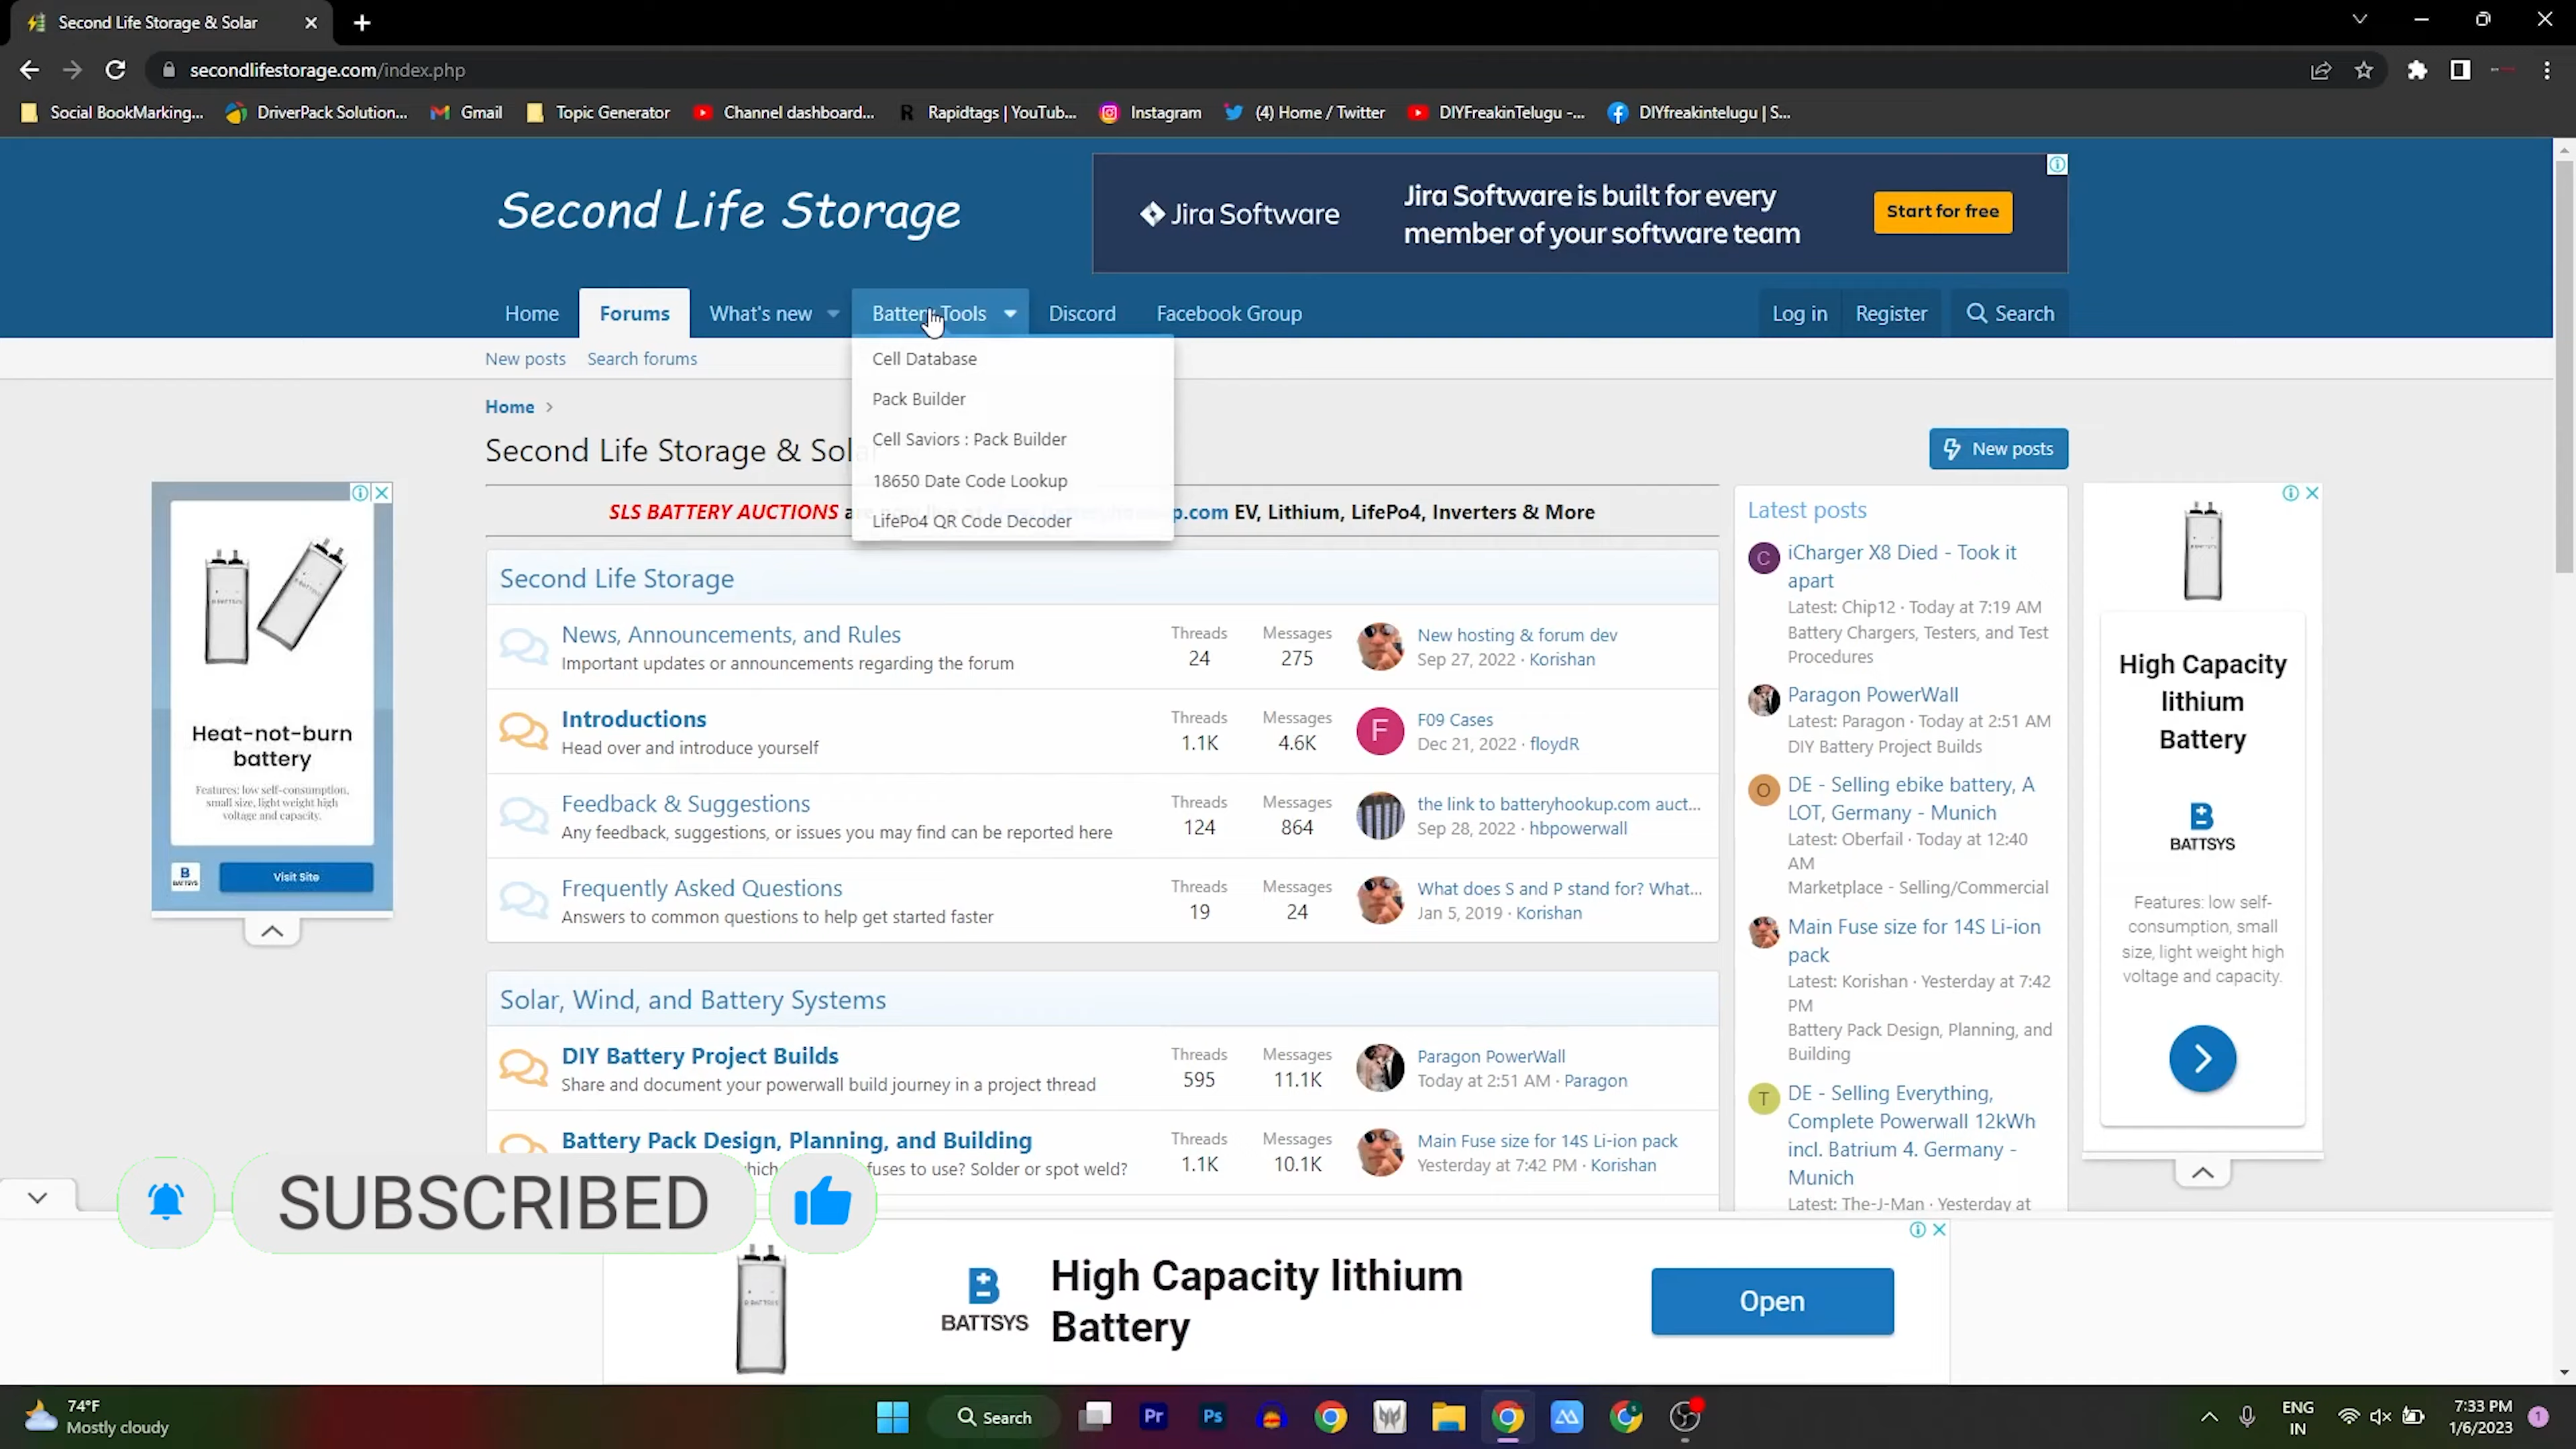 Second Life Storage & Solar
secondlifestorage.com/index.php
Social BookMarking...
DriverPack Solution...
Gmail
Topic Generator
Channel dashboard...
Rapidtags | YouTub...
Instagram
(4) Home / Twitter
DIYFreakinTelugu -...
DIYfreakintelugu | S...
Second Life Storage
Jira Software
Jira Software is built for every
member of your software team
Start for free
Home
Forums
What's new
Battery Tools
Discord
Facebook Group
Log in
Register
Search
New posts
Search forums
Cell Database
Pack Builder
Cell Saviors : Pack Builder
18650 Date Code Lookup
LifePo4 QR Code Decoder
Home
Second Life Storage & Sola
New posts
SLS BATTERY AUCTIONS
p.com EV, Lithium, LifePo4, Inverters & More
Second Life Storage
News, Announcements, and Rules
Important updates or announcements regarding the forum
Threads
24
Messages
275
New hosting & forum dev
Sep 27, 2022 · Korishan
Introductions
Head over and introduce yourself
Threads
1.1K
Messages
4.6K
F
F09 Cases
Dec 21, 2022 · floydR
Feedback & Suggestions
Any feedback, suggestions, or issues you may find can be reported here
Threads
124
Messages
864
the link to batteryhookup.com auct...
Sep 28, 2022 · hbpowerwall
Frequently Asked Questions
Answers to common questions to help get started faster
Threads
19
Messages
24
What does S and P stand for? What...
Jan 5, 2019 · Korishan
Solar, Wind, and Battery Systems
DIY Battery Project Builds
Share and document your powerwall build journey in a project thread
Threads
595
Messages
11.1K
Paragon PowerWall
Today at 2:51 AM · Paragon
Battery Pack Design, Planning, and Building
fuses to use? Solder or spot weld?
Threads
1.1K
Messages
10.1K
Main Fuse size for 14S Li-ion pack
Yesterday at 7:42 PM · Korishan
Latest posts
C
iCharger X8 Died - Took it
apart
Latest: Chip12 · Today at 7:19 AM
Battery Chargers, Testers, and Test
Procedures
Paragon PowerWall
Latest: Paragon · Today at 2:51 AM
DIY Battery Project Builds
O
DE - Selling ebike battery, A
LOT, Germany - Munich
Latest: Oberfail · Today at 12:40
AM
Marketplace - Selling/Commercial
Main Fuse size for 14S Li-ion
pack
Latest: Korishan · Yesterday at 7:42
PM
Battery Pack Design, Planning, and
Building
T
DE - Selling Everything,
Complete Powerwall 12kWh
incl. Batrium 4. Germany -
Munich
Latest: The-J-Man · Yesterday at
Heat-not-burn
battery
Features: low self-consumption,
small size, light weight high
voltage and capacity.
BATTSYS
Visit Site
High Capacity
lithium
Battery
BATTSYS
Features: low self-
consumption, small
size, light weight high
voltage and capacity.
SUBSCRIBED
BATTSYS
High Capacity lithium
Battery
Open
74°F
Mostly cloudy
Search
Pr
Ps
ENG
IN
7:33 PM
1/6/2023
1